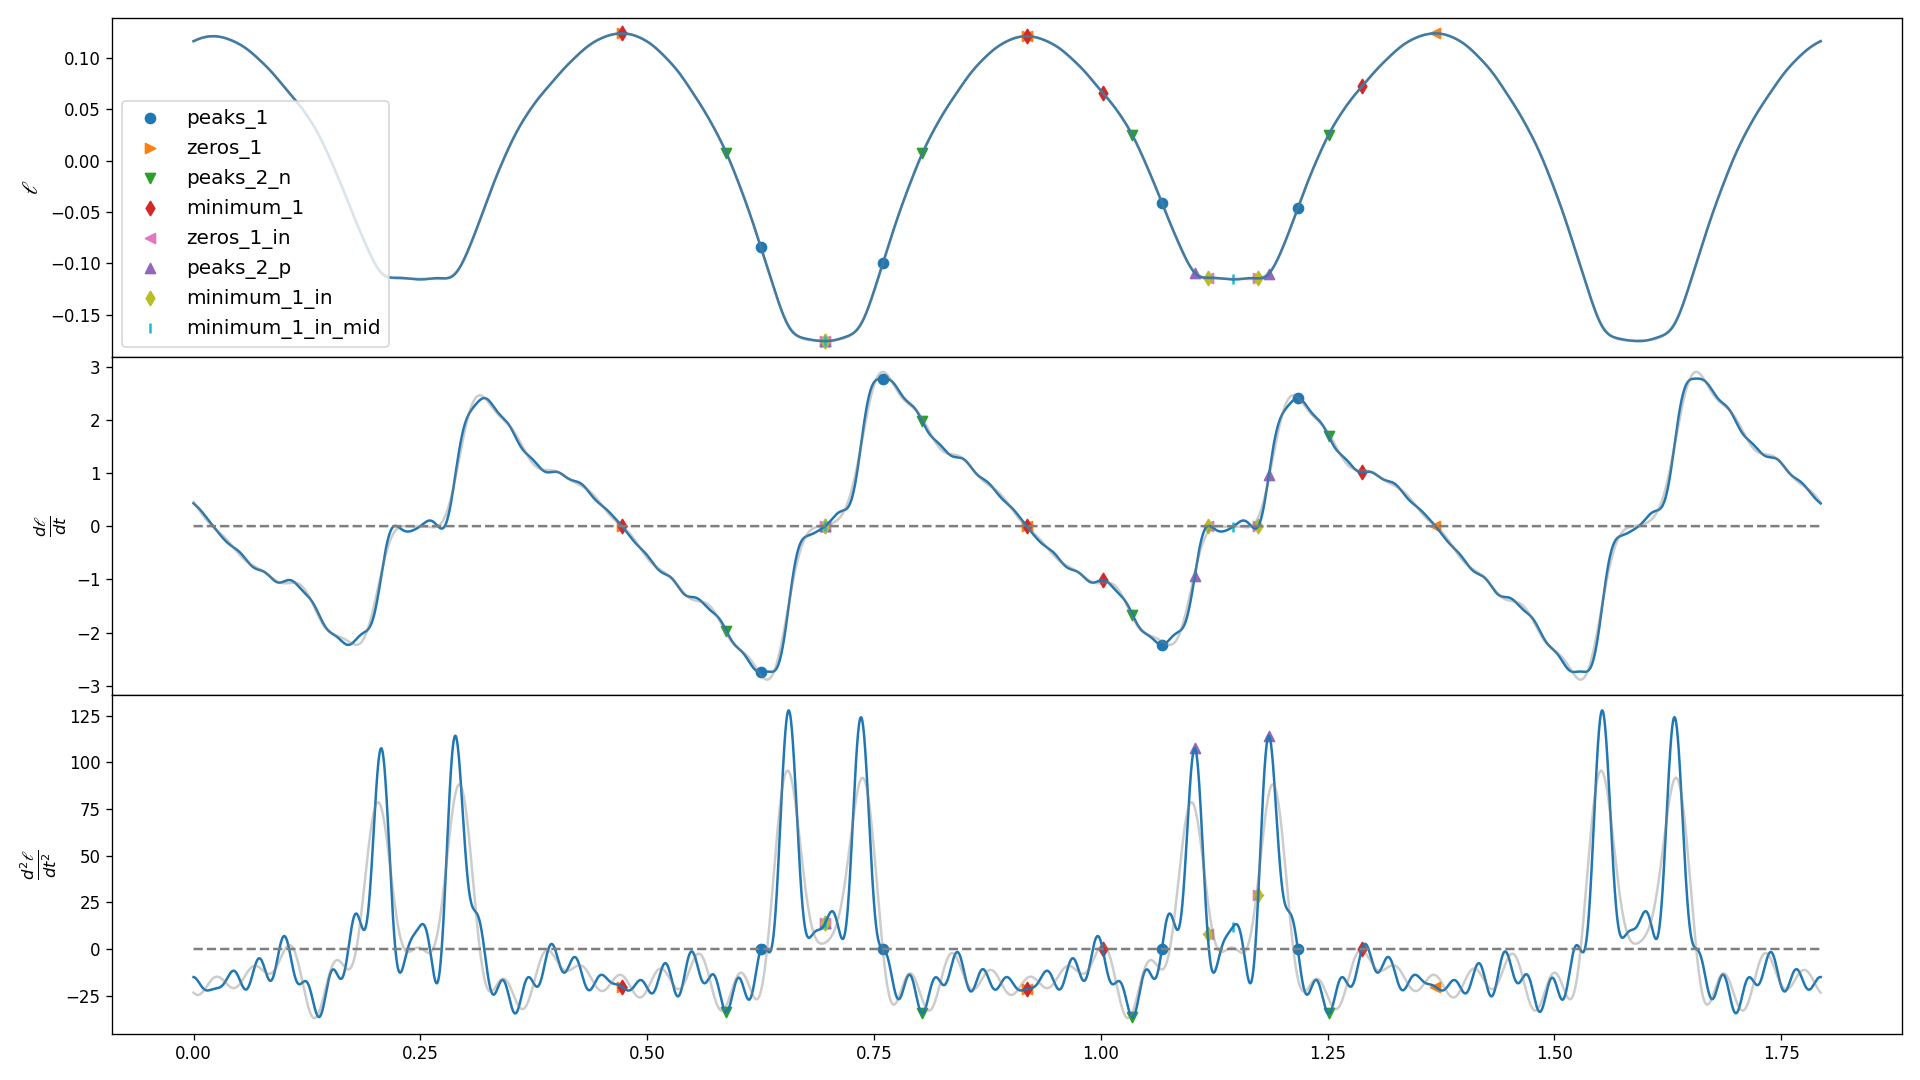 0.10
0.05
0.00
−0.05
−0.10
−0.15
ℓ
peaks_1
zeros_1
peaks_2_n
minimum_1
zeros_1_in
peaks_2_p
minimum_1_in
minimum_1_in_mid
3
2
1
0
−1
−2
−3
dℓ
dt
125
100
75
50
25
0
−25
d²ℓ
dt²
0.00 0.25 0.50 0.75 1.00 1.25 1.50 1.75